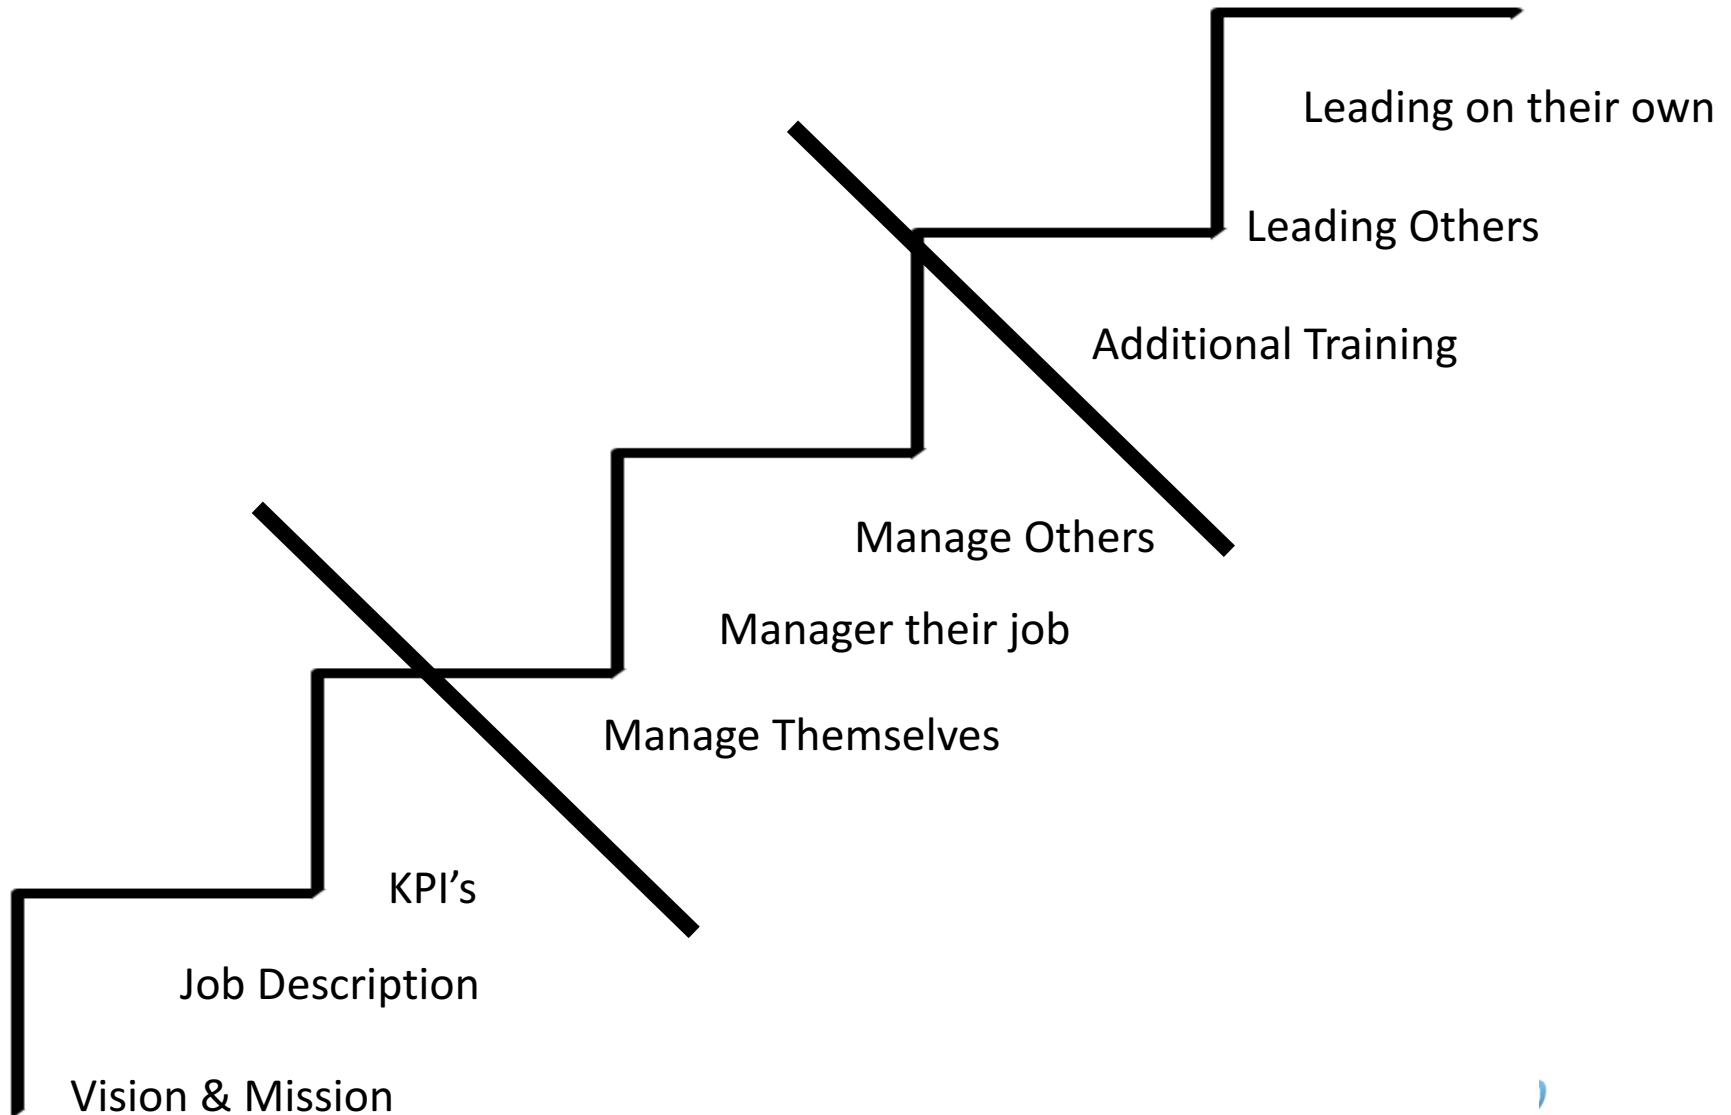 Leading on their own
Leading Others
Additional Training
Manage Others
Manager their job
Manage Themselves
KPI’s
Job Description
Vision & Mission